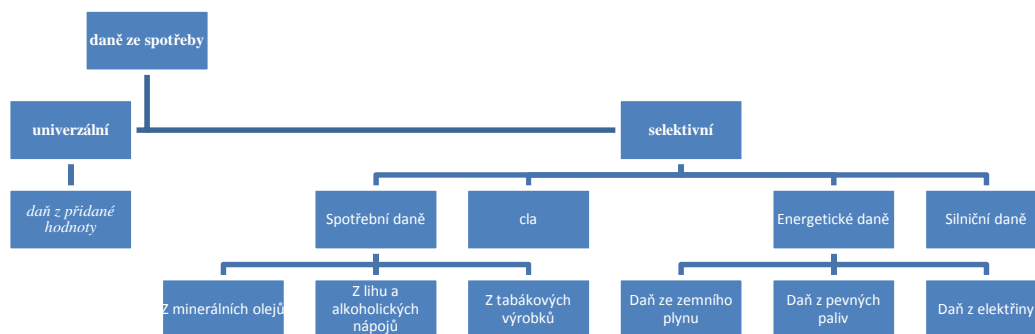 daně ze spotřeby
univerzální
selektivní
daň z přidané
hodnoty
Spotřební daně
cla
Energetické daně
Silniční daně
Z minerálních olejů
Z lihu a
alkoholických
nápojů
Z tabákových
výrobků
Daň ze zemního
plynu
Daň z pevných
paliv
Daň z elektřiny